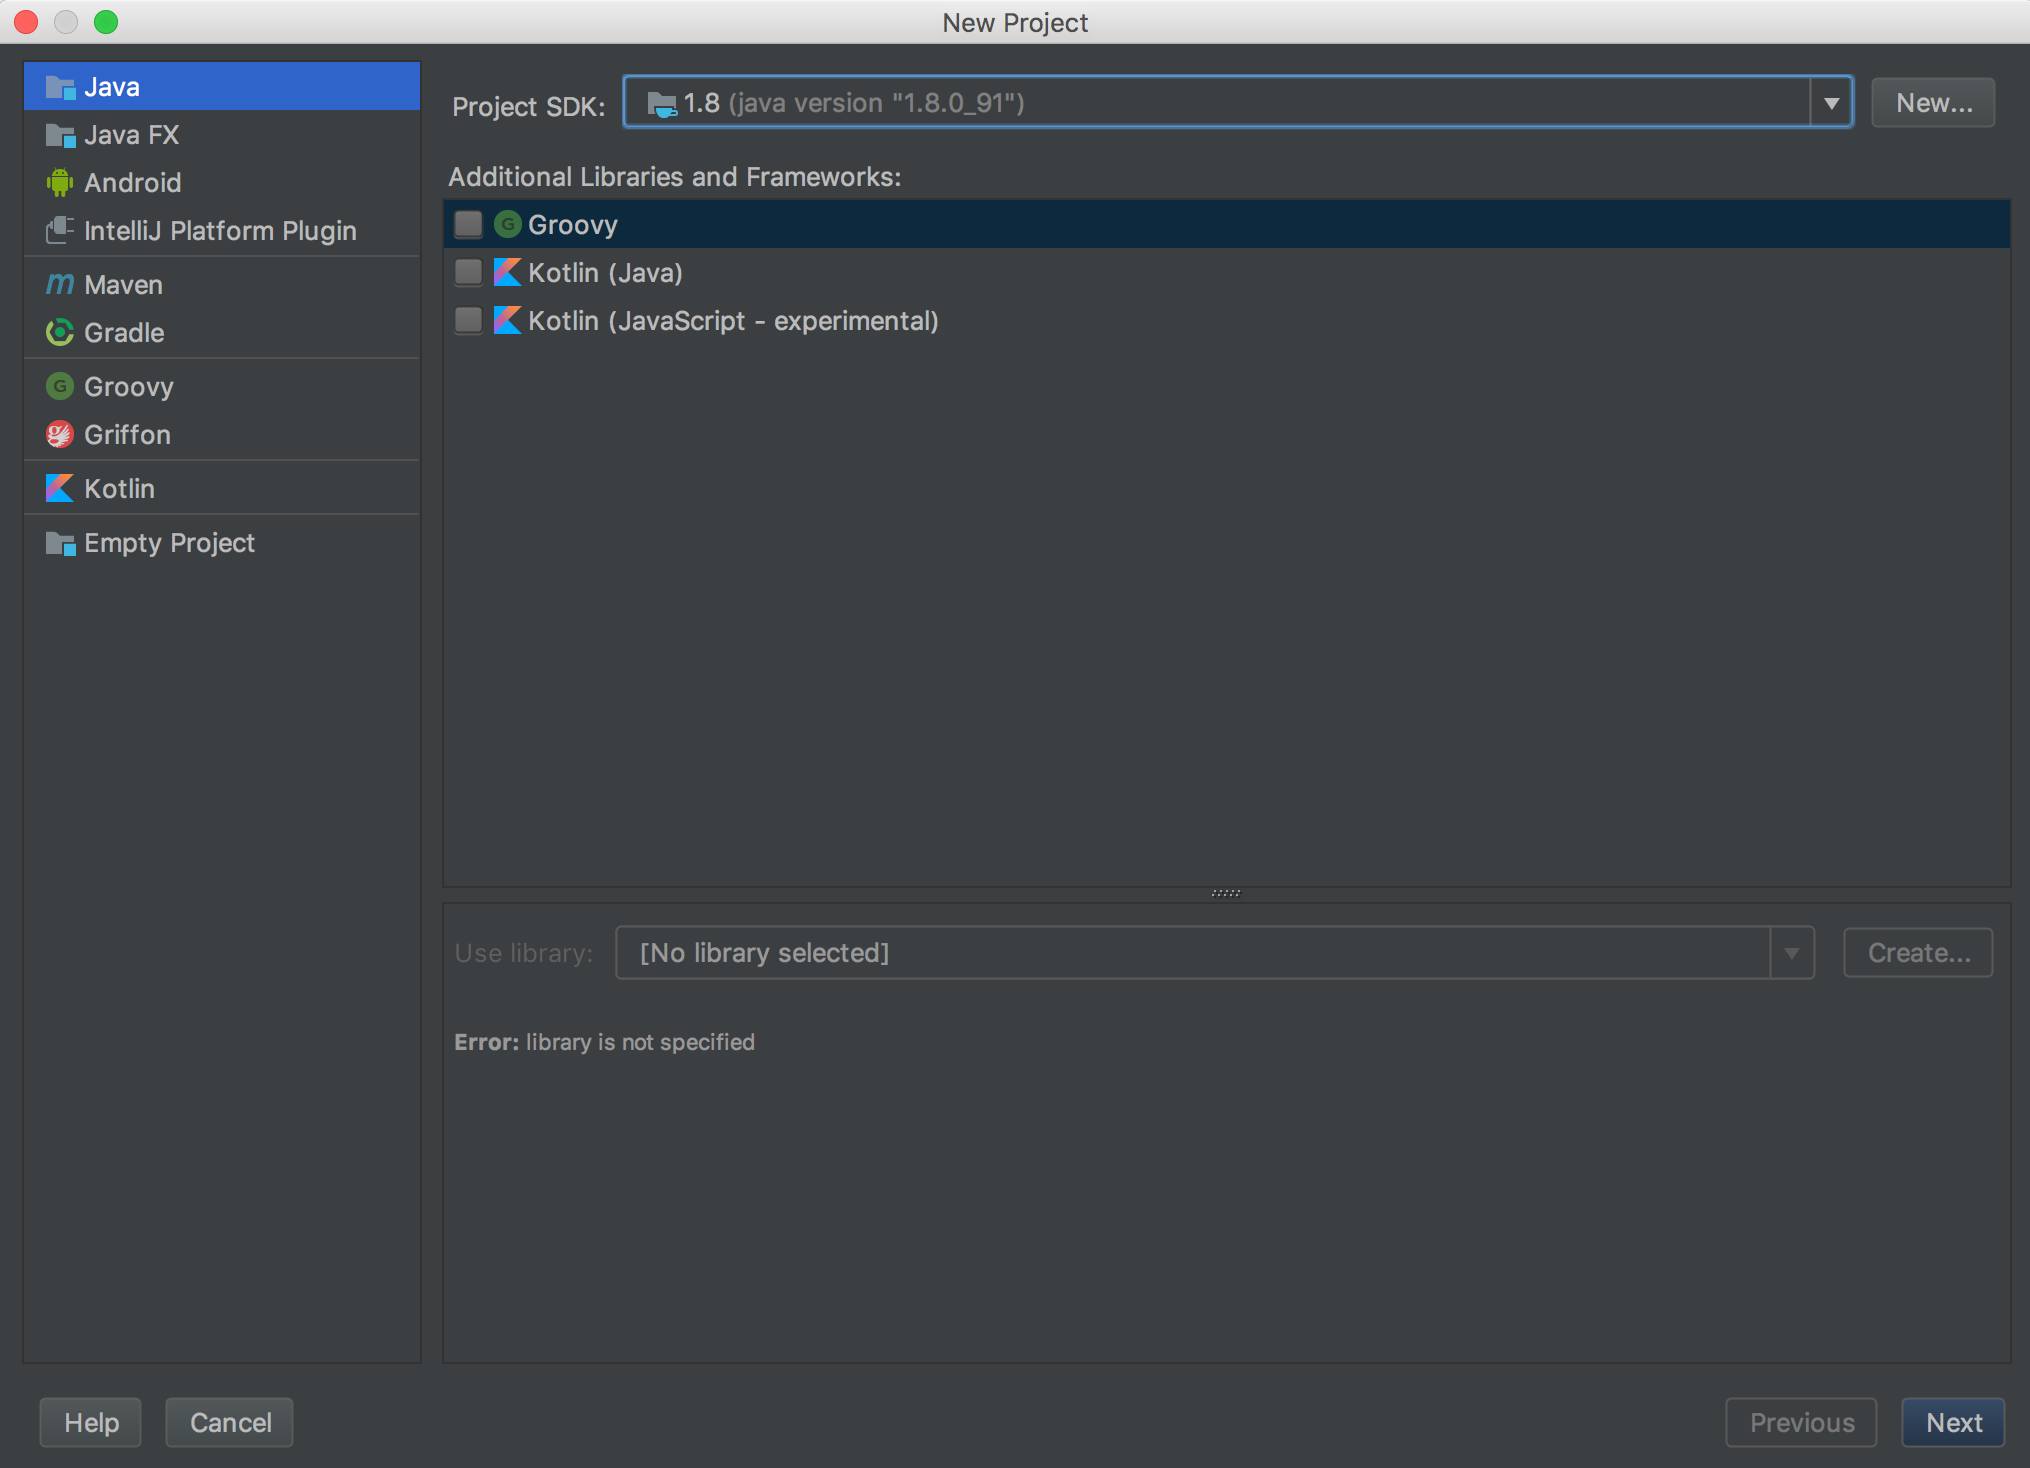 New Project
Java
Java FX
Android
IntelliJ Platform Plugin
Maven
Gradle
Groovy
Griffon
Kotlin
Empty Project
Project SDK: 1.8 (java version "1.8.0_91") New...
Additional Libraries and Frameworks:
Groovy
Kotlin (Java)
Kotlin (JavaScript - experimental)
Use library: [No library selected] Create...
Error: library is not specified
Help Cancel Previous Next